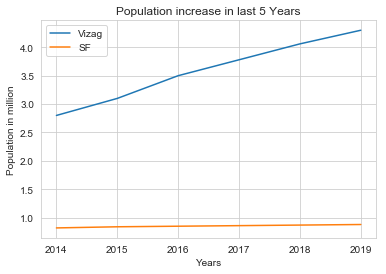 Population increase in last 5 Years
Vizag
SF
Population in million
4.0
3.5
3.0
2.5
2.0
1.5
1.0
2014 2015 2016 2017 2018 2019
Years